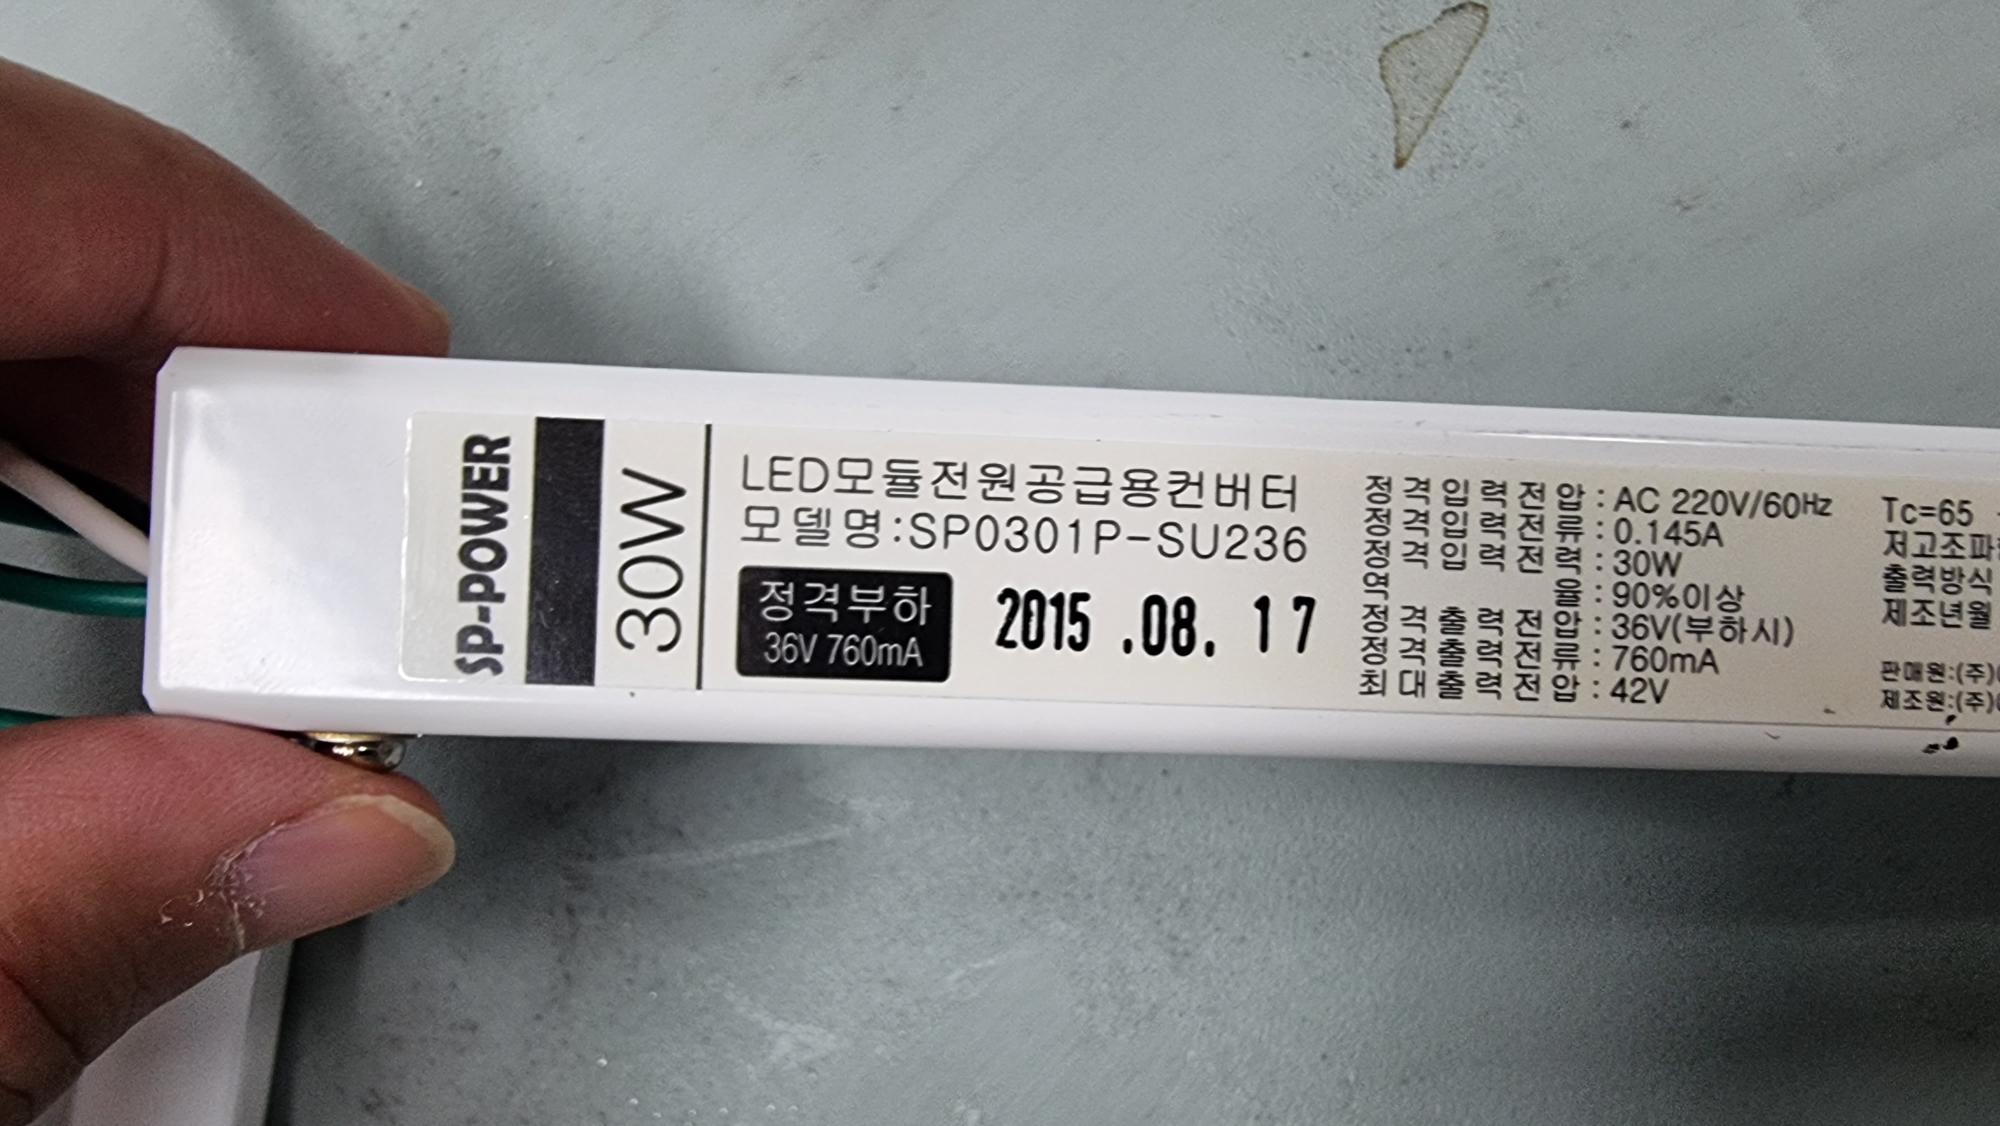 SP-POWER
30W
LED모듈전원공급용컨버터
모델명:SP0301P-SU236
정격부하
36V 760mA
2015 .08. 17
정격입력전압:AC 220V/60Hz
정격입력전류:0.145A
정격입력전력:30W
역율:90%이상
정격출력전압:36V(부하시)
정격출력전류:760mA
최대출력전압:42V
Tc=65
저고조파
출력방식
제조년월
판매원:(주)
제조원:(주)